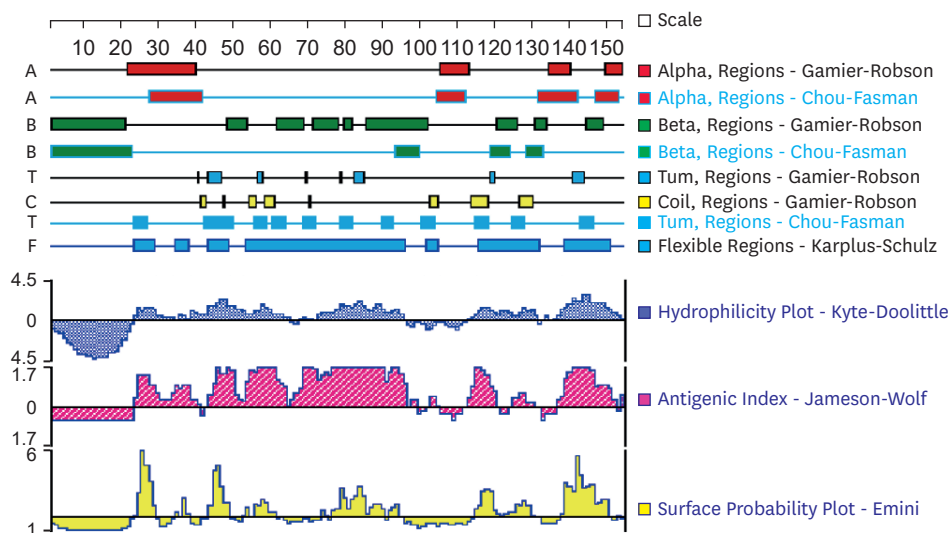 Scale
10 20 30 40 50 60 70 80 90 100 110 120 130 140 150
A Alpha, Regions - Gamier-Robson
A Alpha, Regions - Chou-Fasman
B Beta, Regions - Gamier-Robson
B Beta, Regions - Chou-Fasman
T Tum, Regions - Gamier-Robson
C Coil, Regions - Gamier-Robson
T Tum, Regions - Chou-Fasman
F Flexible Regions - Karplus-Schulz
4.5
0 Hydrophilicity Plot - Kyte-Doolittle
4.5
1.7
0 Antigenic Index - Jameson-Wolf
1.7
6
Surface Probability Plot - Emini
1